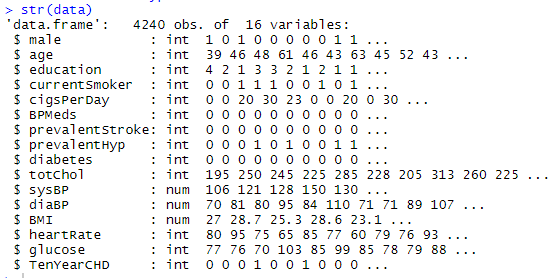 > str(data)
'data.frame':   4240 obs. of  16 variables:
 $ male           : int  1 0 1 0 0 0 0 0 1 1 ...
 $ age            : int  39 46 48 61 46 43 63 45 52 43 ...
 $ education      : int  4 2 1 3 3 2 1 2 1 1 ...
 $ currentSmoker  : int  0 0 1 1 1 0 0 1 0 1 ...
 $ cigsPerDay     : int  0 0 20 30 23 0 0 20 0 30 ...
 $ BPMeds         : int  0 0 0 0 0 0 0 0 0 0 ...
 $ prevalentStroke: int  0 0 0 0 0 0 0 0 0 0 ...
 $ prevalentHyp   : int  0 0 0 1 0 1 0 0 1 1 ...
 $ diabetes       : int  0 0 0 0 0 0 0 0 0 0 ...
 $ totChol        : int  195 250 245 225 285 228 205 313 260 225 ...
 $ sysBP          : num  106 121 128 150 130 ...
 $ diaBP          : num  70 81 80 95 84 110 71 71 89 107 ...
 $ BMI            : num  27 28.7 25.3 28.6 23.1 ...
 $ heartRate      : int  80 95 75 65 85 77 60 79 76 93 ...
 $ glucose        : int  77 76 70 103 85 99 85 78 79 88 ...
 $ TenYearCHD     : int  0 0 0 1 0 0 1 0 0 0 ...